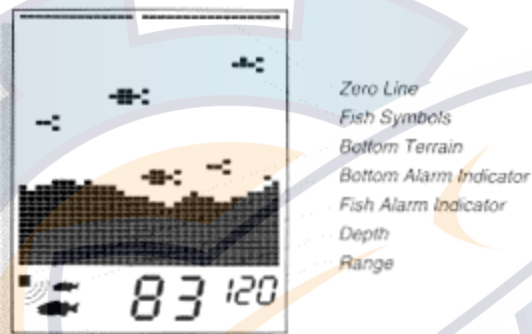 Zero Line
Fish Symbols
Bottom Terrain
Bottom Alarm Indicator
Fish Alarm Indicator
Depth
Range
83 120